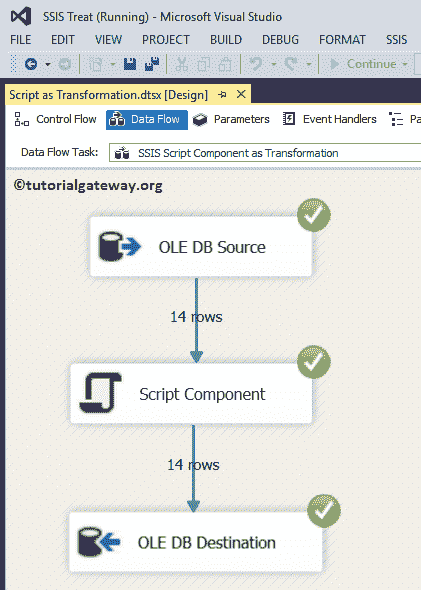 SSIS Treat (Running) - Microsoft Visual Studio
FILE EDIT VIEW PROJECT BUILD DEBUG FORMAT SSIS
Continue
Script as Transformation.dtsx [Design]
Control Flow Data Flow Parameters Event Handlers Pa
Data Flow Task: SSIS Script Component as Transformation
©tutorialgateway.org
OLE DB Source
14 rows
Script Component
14 rows
OLE DB Destination